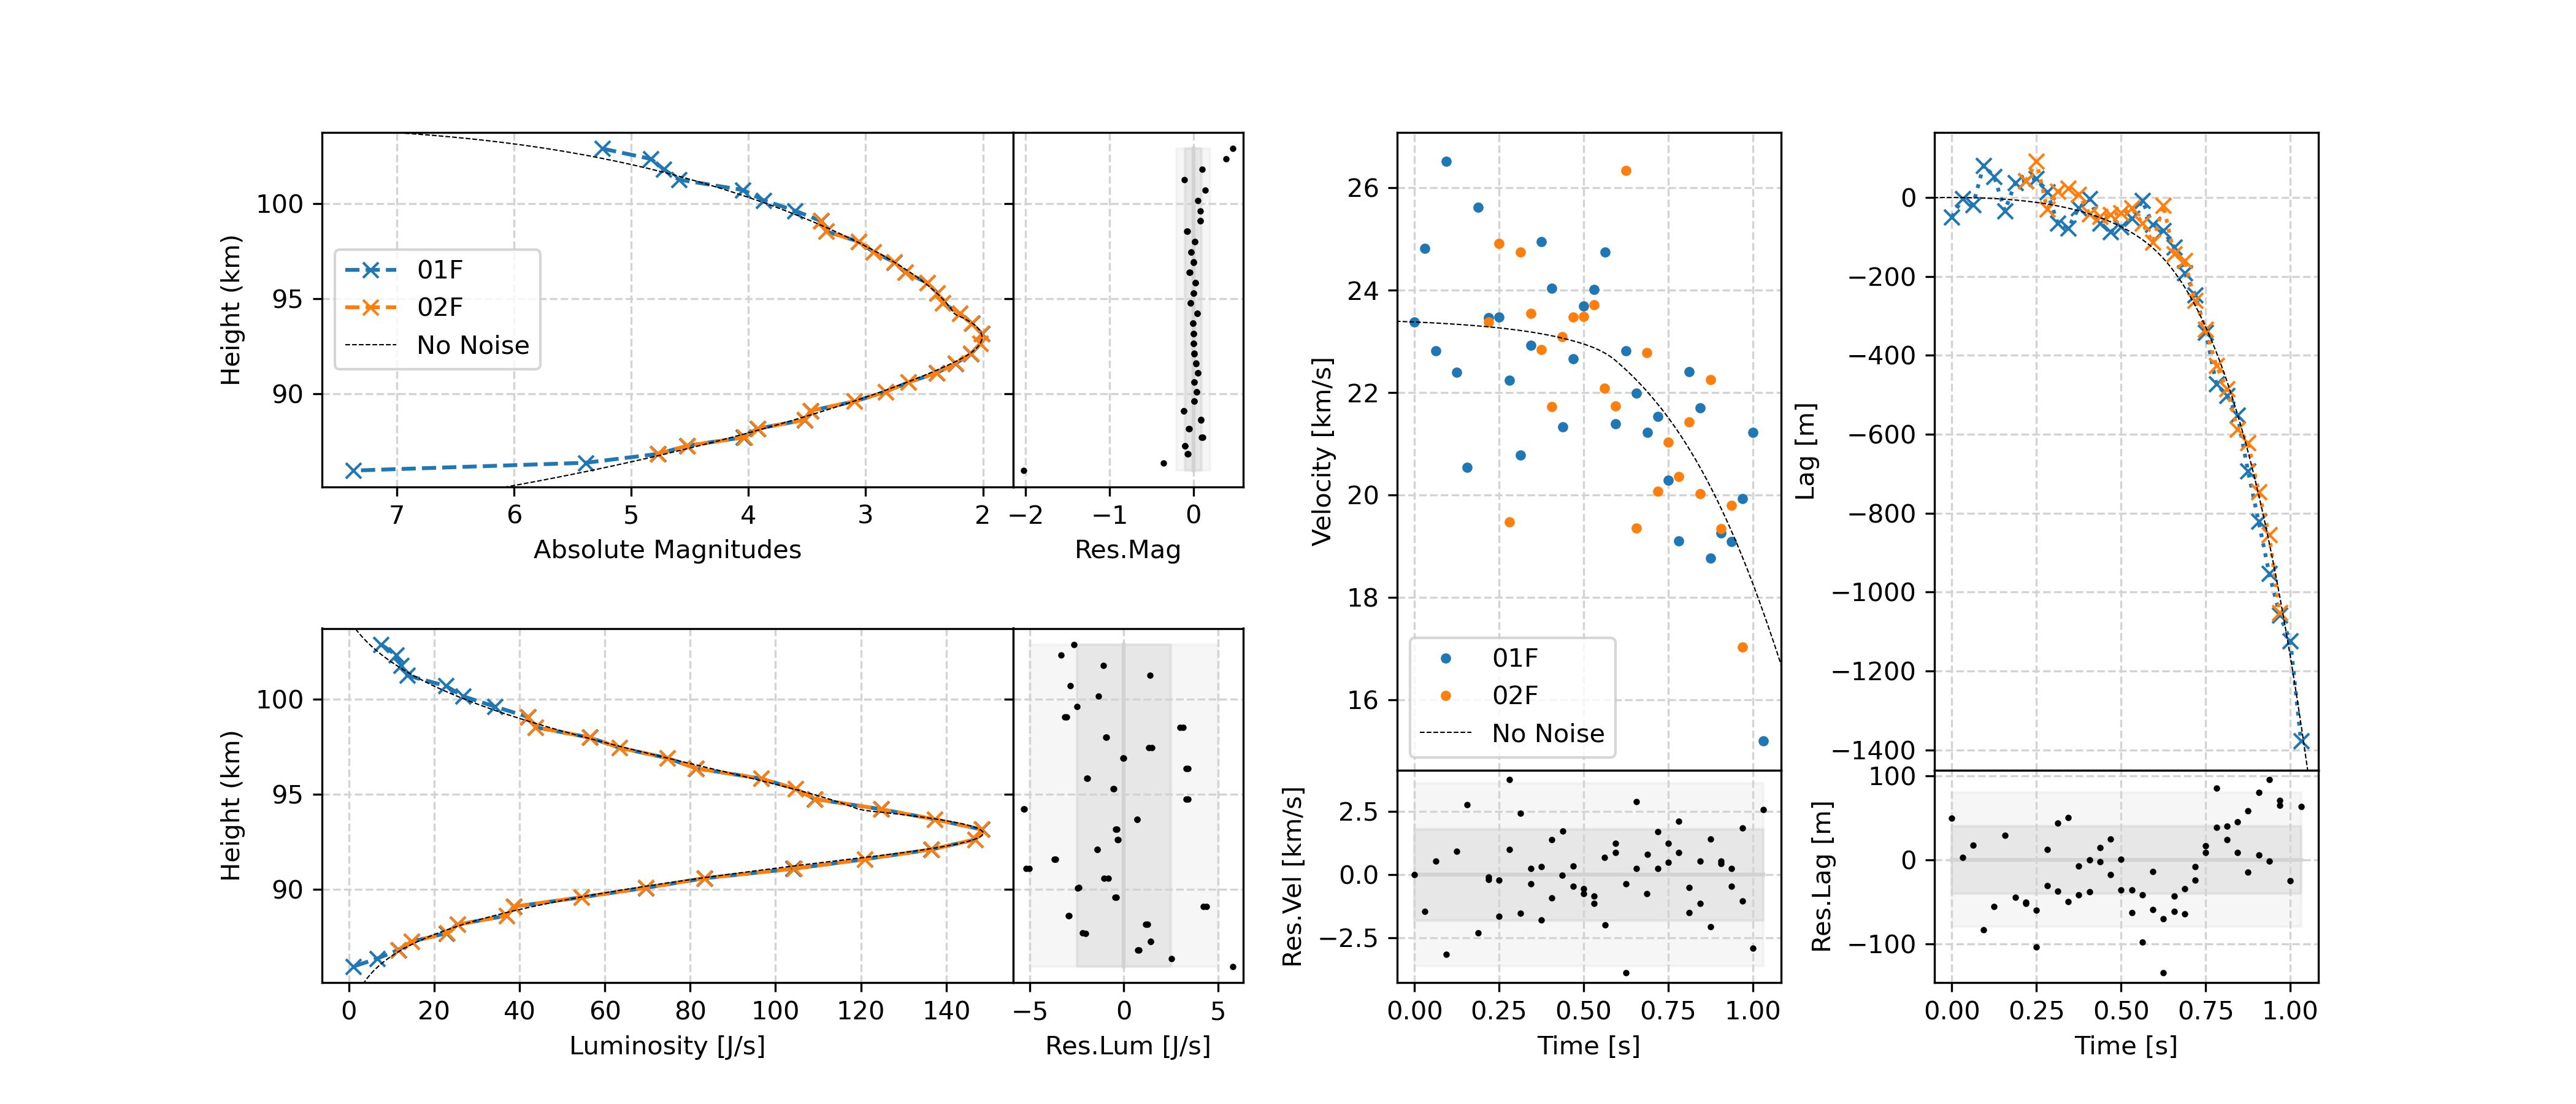 100
95
90
Height (km)
01F
02F
No Noise
7 6 5 4 3 2
Absolute Magnitudes
−2 −1 0
Res.Mag
100
95
90
Height (km)
0 20 40 60 80 100 120 140
Luminosity [J/s]
−5 0 5
Res.Lum [J/s]
26
24
22
20
18
16
Velocity [km/s]
01F
02F
No Noise
2.5
0.0
−2.5
Res.Vel [km/s]
0.00 0.25 0.50 0.75 1.00
Time [s]
0
−200
−400
−600
−800
−1000
−1200
−1400
Lag [m]
100
0
−100
Res.Lag [m]
0.00 0.25 0.50 0.75 1.00
Time [s]